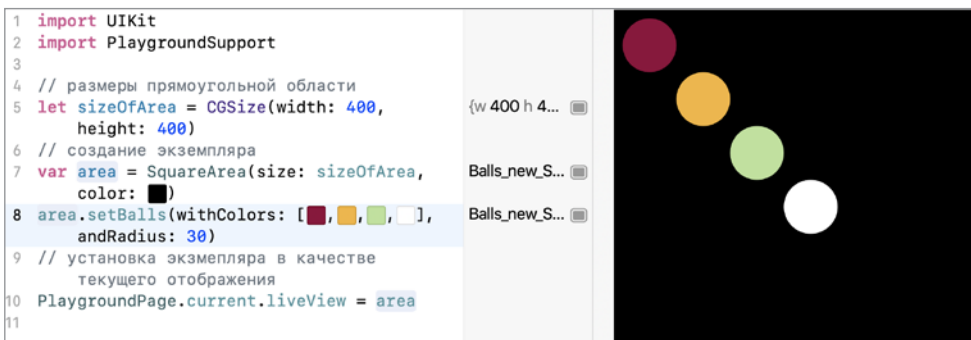 1 import UIKit
2 import PlaygroundSupport
3
4 // размеры прямоугольной области
5 let sizeOfArea = CGSize(width: 400,
height: 400)
{w 400 h 4...
6 // создание экземпляра
7 var area = SquareArea(size: sizeOfArea,
color: )
Balls_new_S...
8 area.setBalls(withColors: [ , , , ],
andRadius: 30)
Balls_new_S...
9 // установка экзмепляра в качестве
текущего отображения
10 PlaygroundPage.current.liveView = area
11